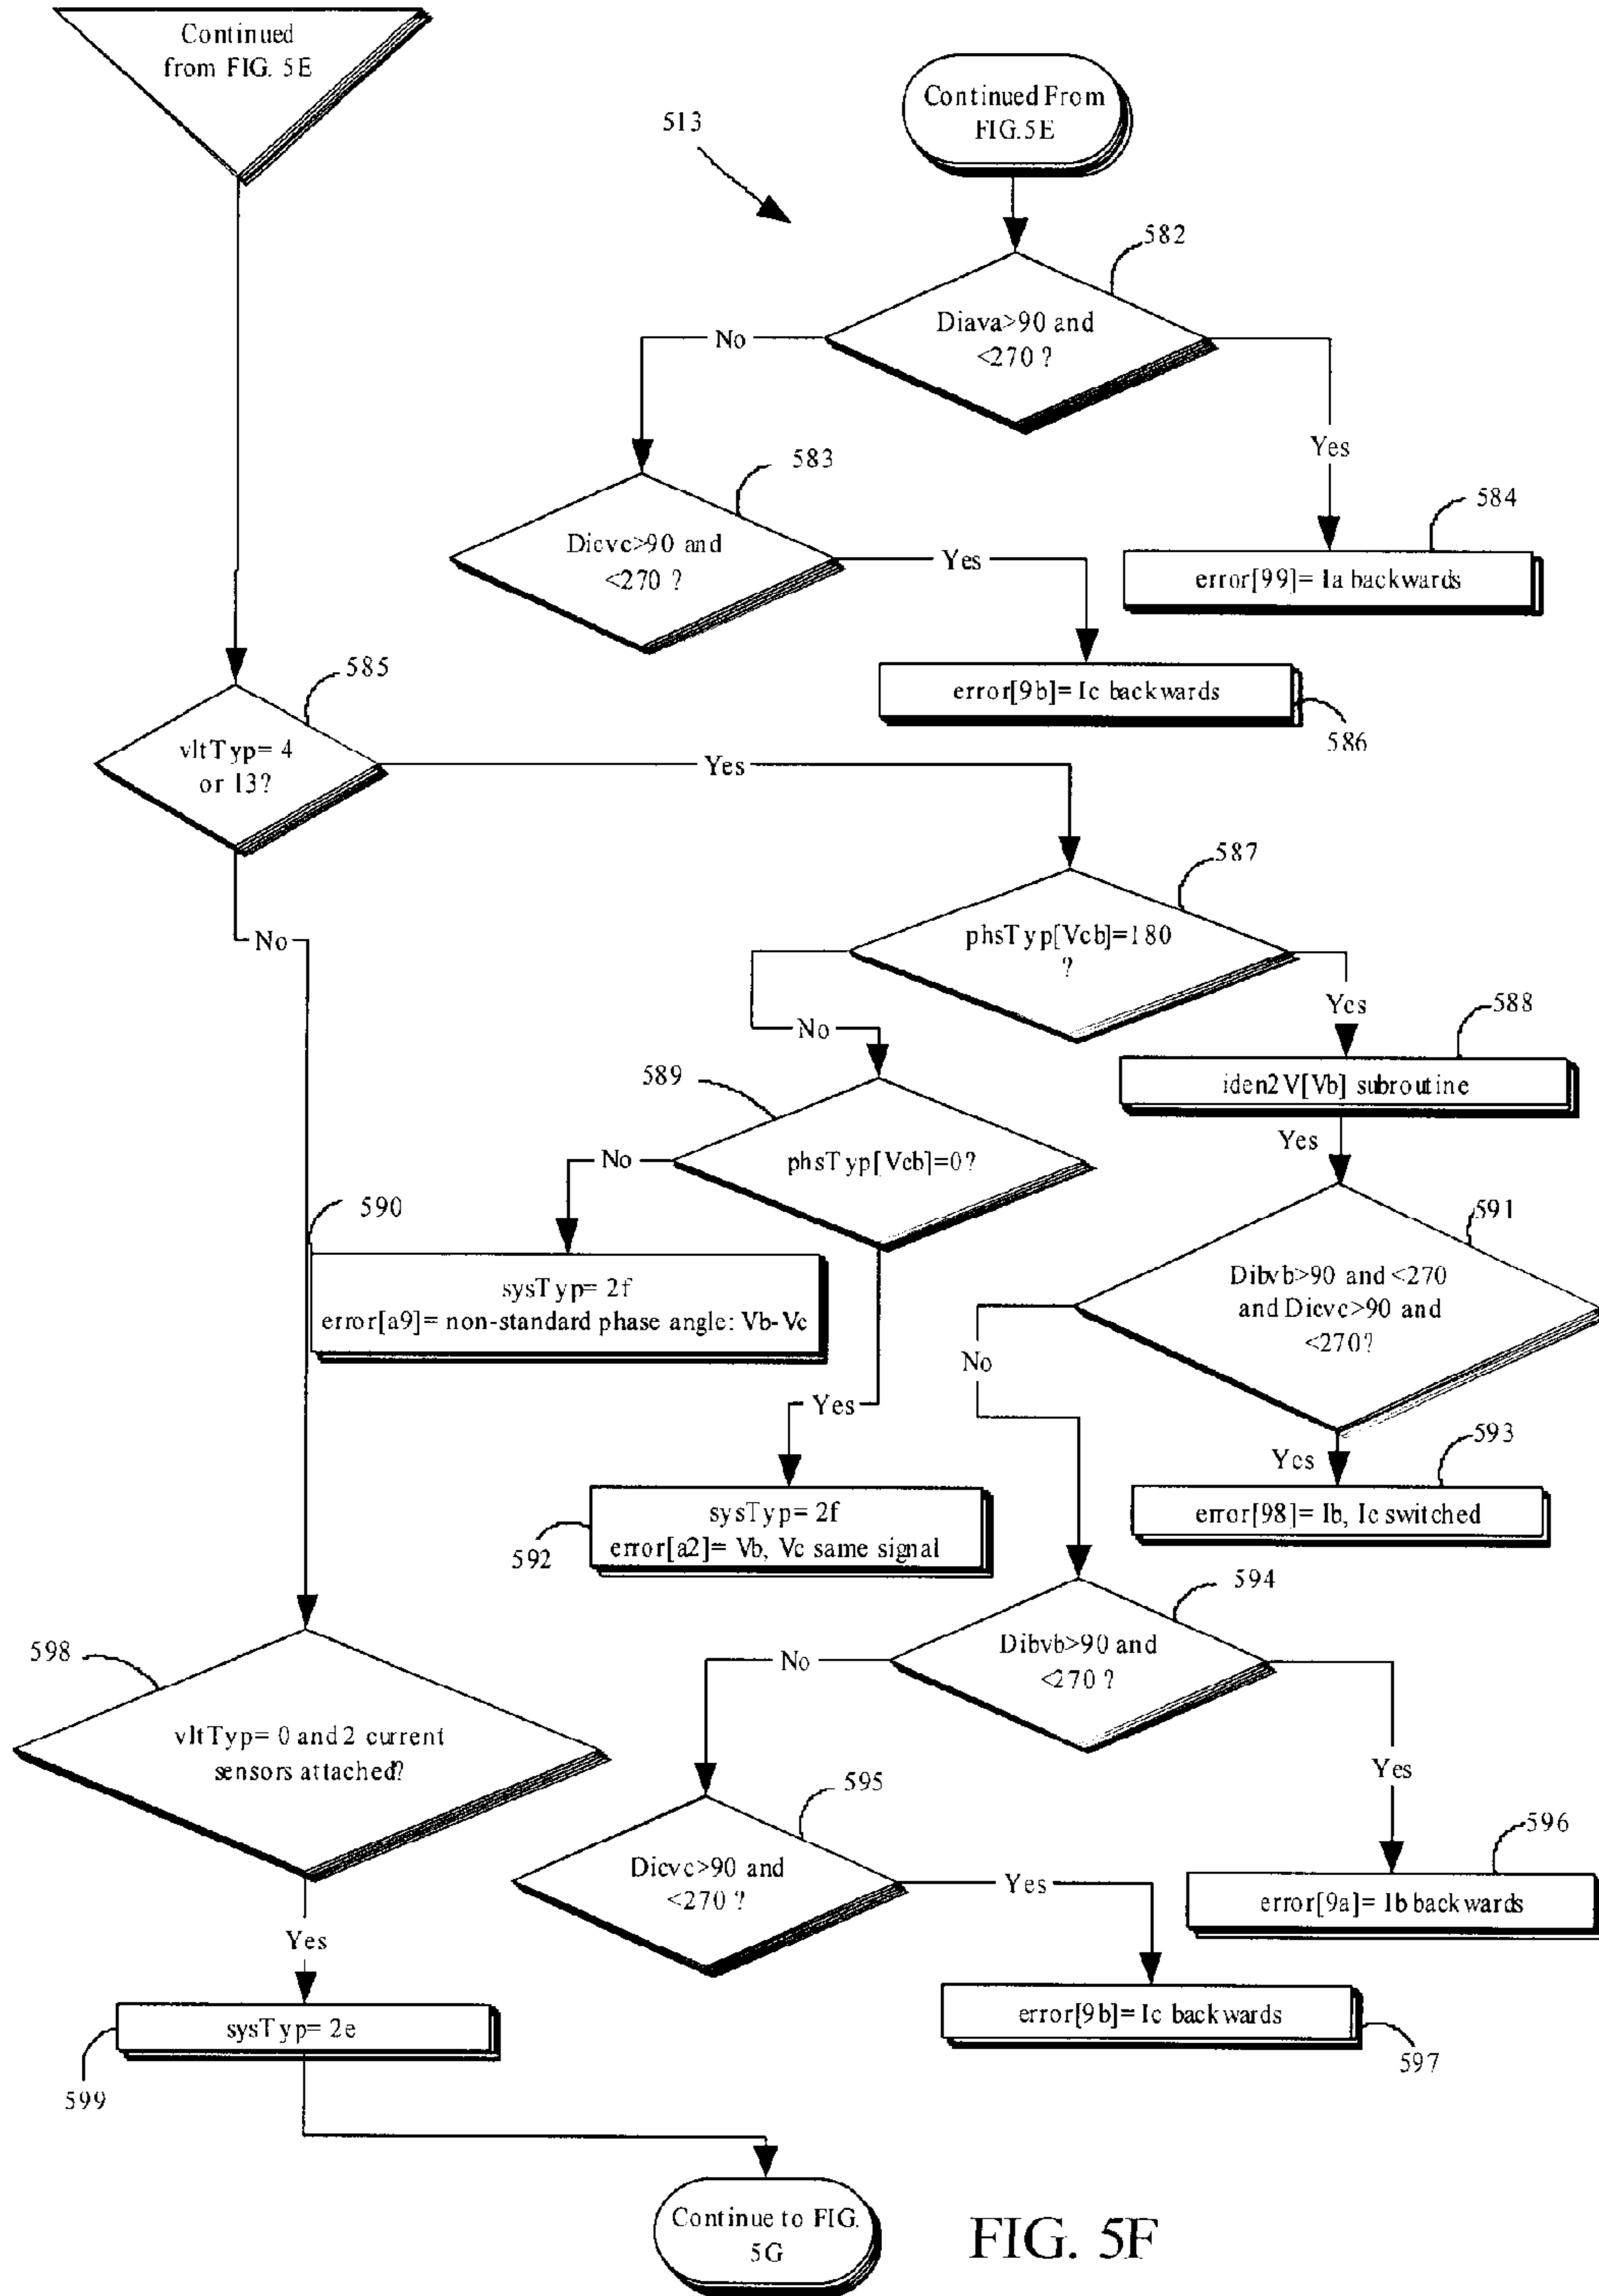 Continued
from FIG. 5E
Continued From
FIG.5E
513
582
Diava>90 and
<270 ?
No
Yes
583
Dicvc>90 and
<270 ?
Yes
584
error[99]= Ia backwards
error[9b]= Ic backwards
586
585
vltTyp= 4
or 13?
Yes
No
587
phsTyp[Vcb]=180
?
No
Yes
588
iden2V[Vb] subroutine
Yes
589
phsTyp[Vcb]=0?
No
Yes
590
sysTyp= 2f
error[a9]= non-standard phase angle: Vb-Vc
591
Dibvb>90 and <270
and Dicvc>90 and
<270?
No
Yes
593
error[98]= Ib, Ic switched
sysTyp= 2f
error[a2]= Vb, Vc same signal
592
594
Dibvb>90 and
<270 ?
No
Yes
598
vltTyp= 0 and 2 current
sensors attached?
Yes
595
Dicvc>90 and
<270 ?
Yes
596
error[9a]= Ib backwards
error[9b]= Ic backwards
597
sysTyp= 2e
599
Continue to FIG.
5G
FIG. 5F